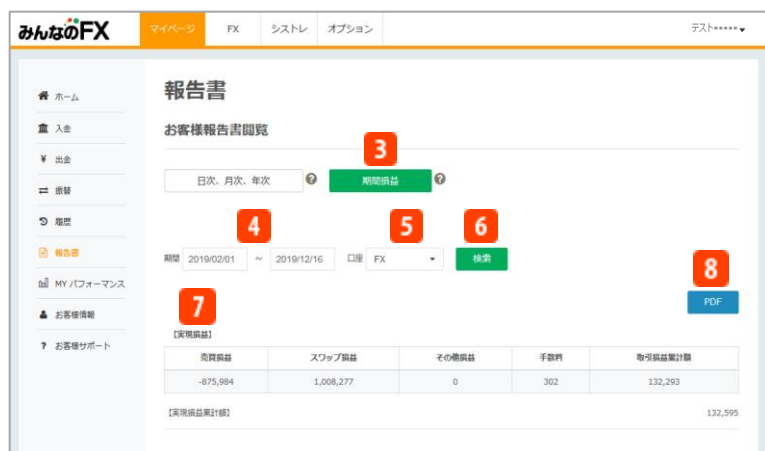 みんなのFX マイページ FX シストレ オプション テスト•••••
ホーム
入金
出金
振替
履歴
報告書
MY パフォーマンス
お客様情報
お客様サポート
報告書
お客様報告書閲覧
3
日次、月次、年次 期間損益
4 5 6
期間 2019/02/01 ~ 2019/12/16 口座 FX 検索
8
PDF
7
【実現損益】
売買損益 スワップ損益 その他損益 手数料 取引損益累計額
-875,984 1,008,277 0 302 132,293
【実現損益累計額】 132,595